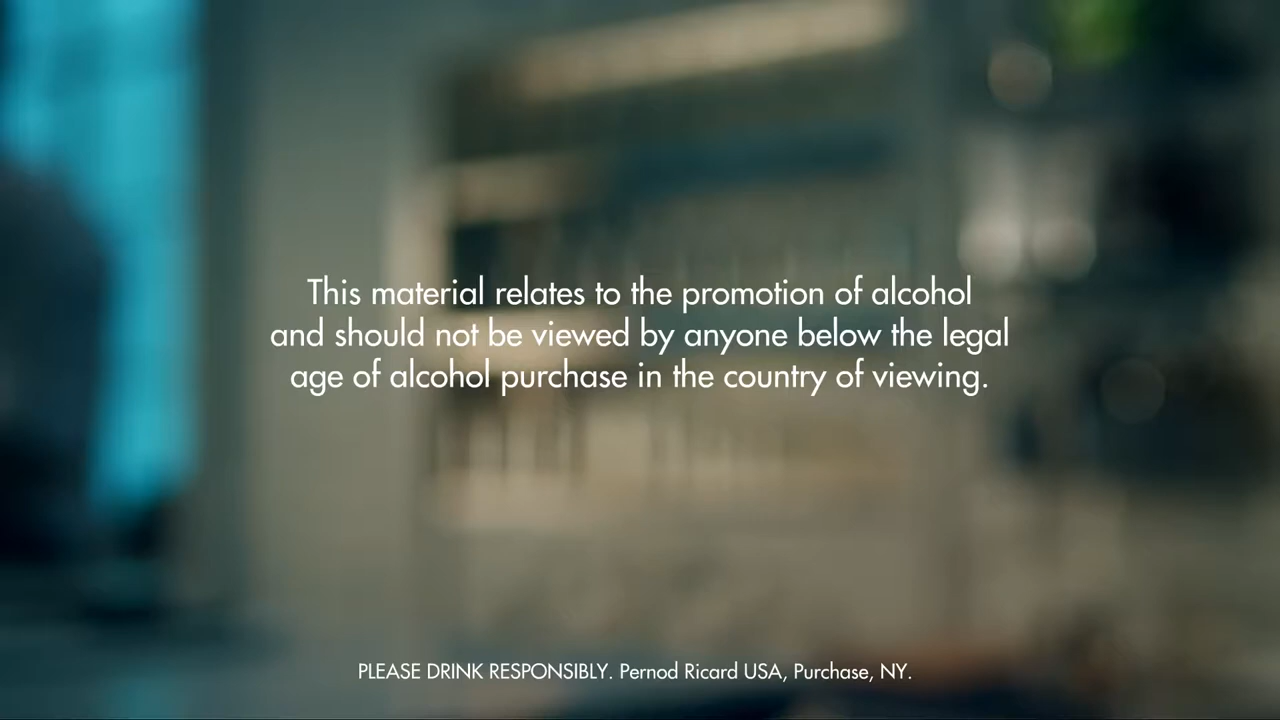 This material relates to the promotion of alcohol
and should not be viewed by anyone below the legal
age of alcohol purchase in the country of viewing.
PLEASE DRINK RESPONSIBLY. Pernod Ricard USA, Purchase, NY.